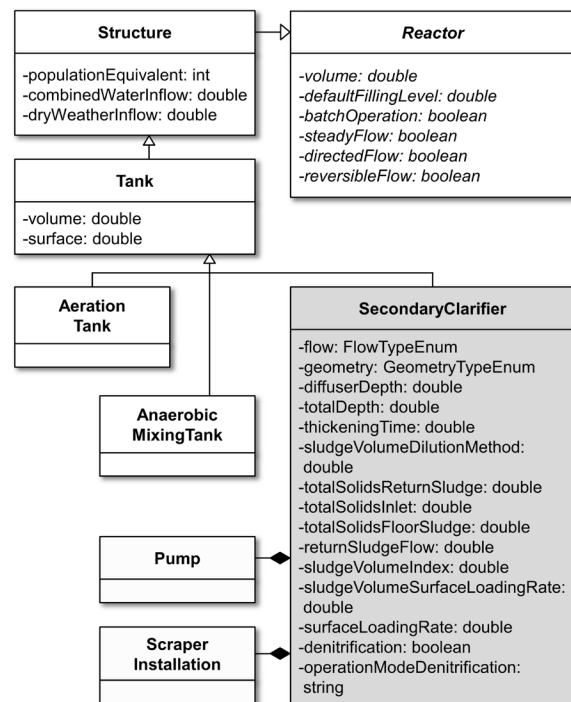 Structure
-populationEquivalent: int
-combinedWaterInflow: double
-dryWeatherInflow: double
Reactor
-volume: double
-defaultFillingLevel: double
-batchOperation: boolean
-steadyFlow: boolean
-directedFlow: boolean
-reversibleFlow: boolean
Tank
-volume: double
-surface: double
Aeration
Tank
Anaerobic
MixingTank
Pump
Scraper
Installation
SecondaryClarifier
-flow: FlowTypeEnum
-geometry: GeometryTypeEnum
-diffuserDepth: double
-totalDepth: double
-thickeningTime: double
-sludgeVolumeDilutionMethod:
double
-totalSolidsReturnSludge: double
-totalSolidsInlet: double
-totalSolidsFloorSludge: double
-returnSludgeFlow: double
-sludgeVolumeIndex: double
-sludgeVolumeSurfaceLoadingRate:
double
-surfaceLoadingRate: double
-denitrification: boolean
-operationModeDenitrification:
string